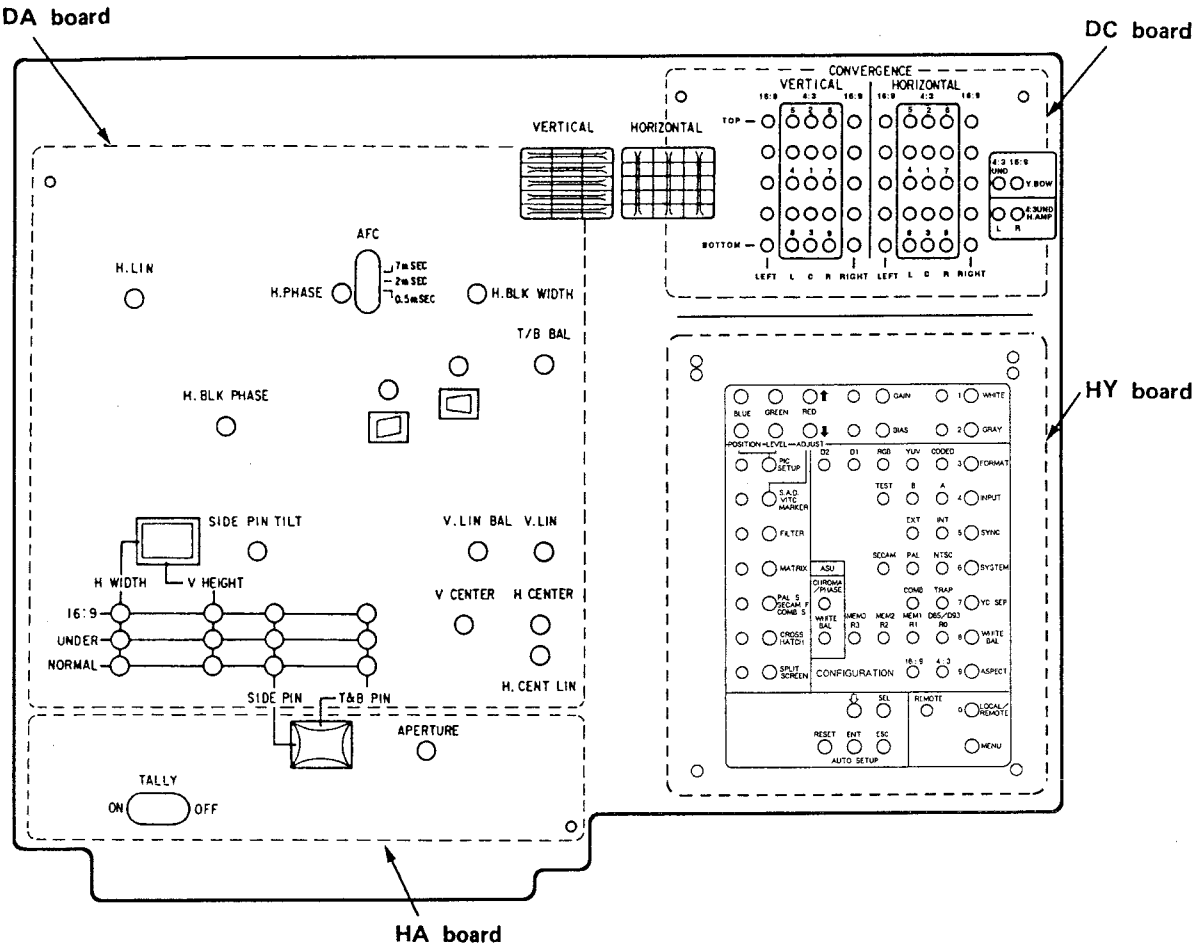 DA board
DC board
CONVERGENCE
VERTICAL HORIZONTAL
16:9 4:3 16:9 16:9 4:3 16:9
5 2 6 5 2 6
TOP
VERTICAL HORIZONTAL
4:3 16:9
UND
4 1 7 4 1 7
Y.BOW
4:3UND
H.AMP
L R
8 3 9 8 3 9
BOTTOM
LEFT L C R RIGHT LEFT L C R RIGHT
AFC
7mSEC
2mSEC
0.5mSEC
H.LIN
H.PHASE
H.BLK WIDTH
T/B BAL
H.BLK PHASE
HY board
BLUE GREEN RED
GAIN
1 WHITE
BIAS
2 GRAY
POSITION LEVEL ADJUST
PIC
SETUP
D2 D1 RGB YUV CODED
3 FORMAT
S.A.D.
VITC
MARKER
TEST B A
4 INPUT
FILTER
EXT INT
5 SYNC
MATRIX
ASU
SECAM PAL NTSC
6 SYSTEM
CHROMA
/PHASE
PAL S
SECAM F
COMB S
COMB TRAP
7 YC SEP
CROSS
HATCH
WHITE
BAL
MEM3 MEM2 MEM1 D65/D93
R3 R2 R1 R0
8 WHITE
BAL
SPLIT
SCREEN
CONFIGURATION
16:9 4:3
9 ASPECT
SEL
REMOTE
0 LOCAL/
REMOTE
RESET ENT ESC
MENU
AUTO SETUP
SIDE PIN TILT
V.LIN BAL V.LIN
H WIDTH V HEIGHT
V CENTER H CENTER
16:9
UNDER
NORMAL
H.CENT LIN
SIDE PIN T&B PIN
APERTURE
TALLY
ON OFF
HA board